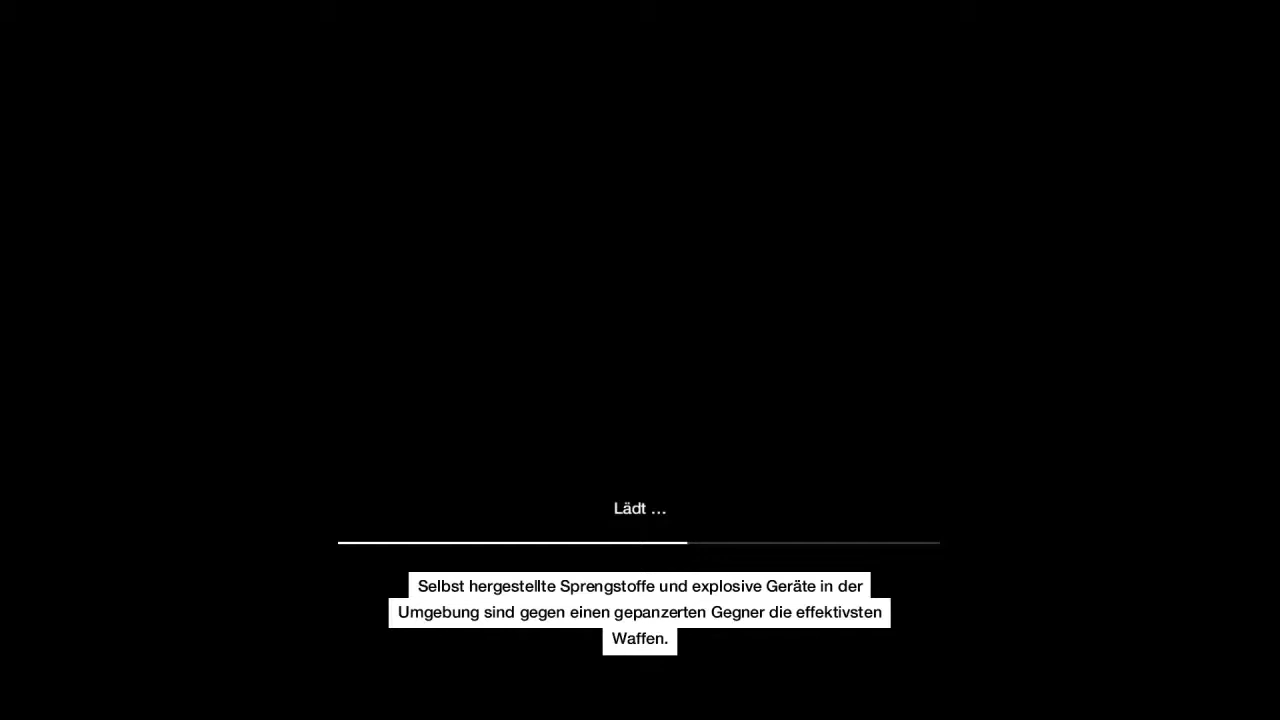 Lädt ...
Selbst hergestellte Sprengstoffe und explosive Geräte in der
Umgebung sind gegen einen gepanzerten Gegner die effektivsten
Waffen.